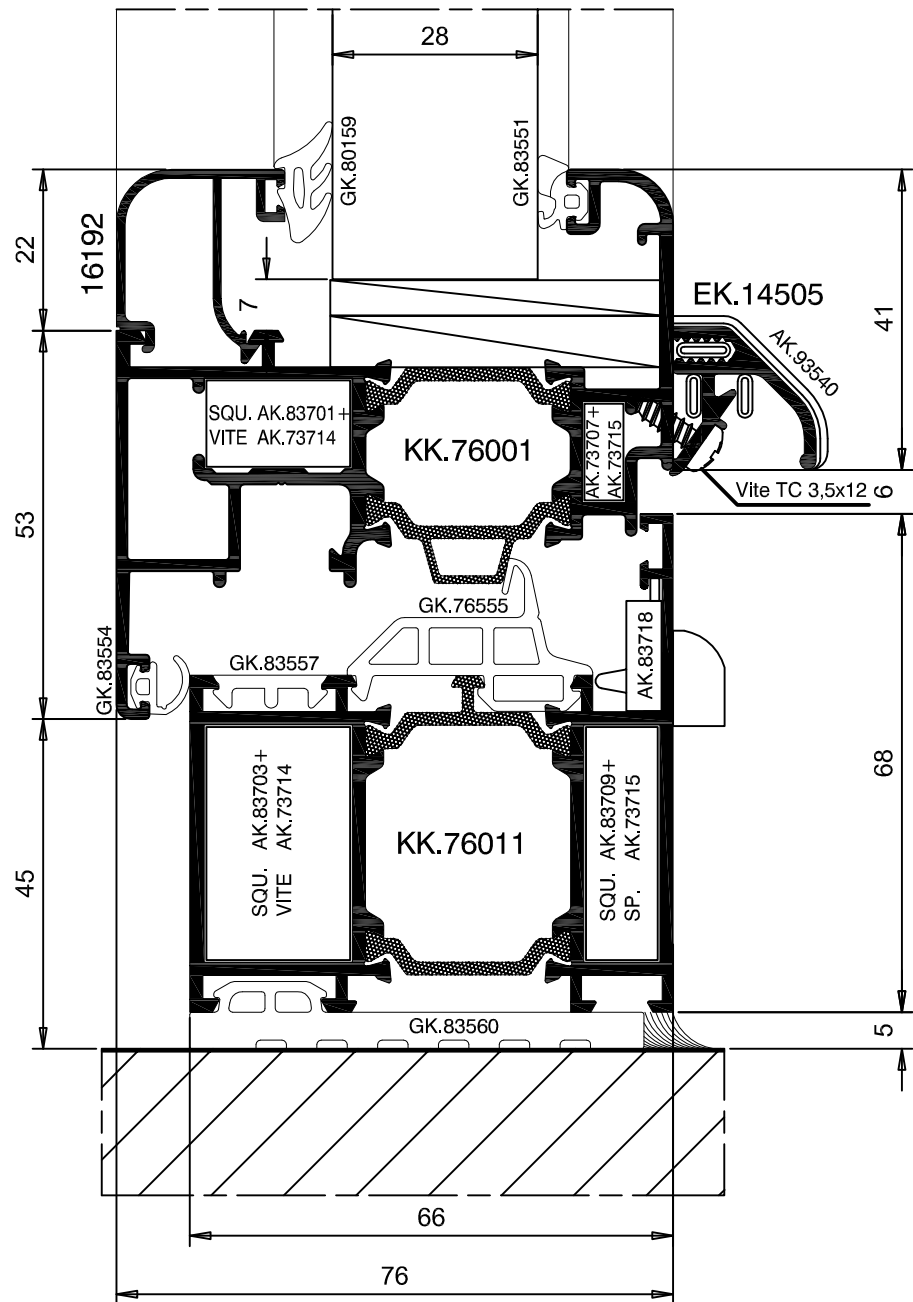 28
GK.80159
GK.83551
22
16192
7
EK.14505
AK.93540
41
SQU. AK.83701+
VITE AK.73714
KK.76001
AK.73707+
AK.73715
Vite TC 3,5x12
6
53
GK.76555
GK.83554
GK.83557
AK.83718
SQU. AK.83703+
VITE AK.73714
KK.76011
SQU. AK.83709+
SP. AK.73715
68
45
GK.83560
5
66
76